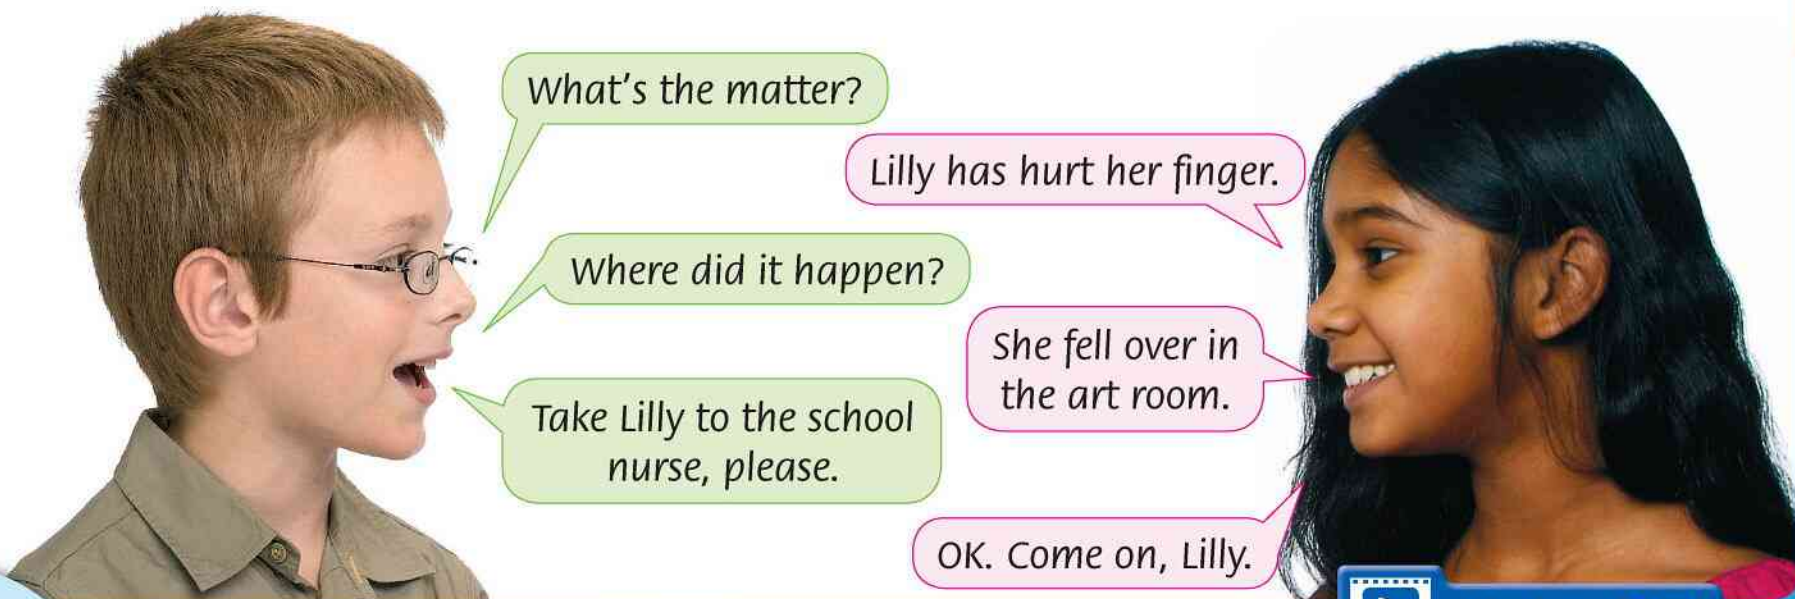 What's the matter?
Lilly has hurt her finger.
Where did it happen?
She fell over in
the art room.
Take Lilly to the school
nurse, please.
OK. Come on, Lilly.